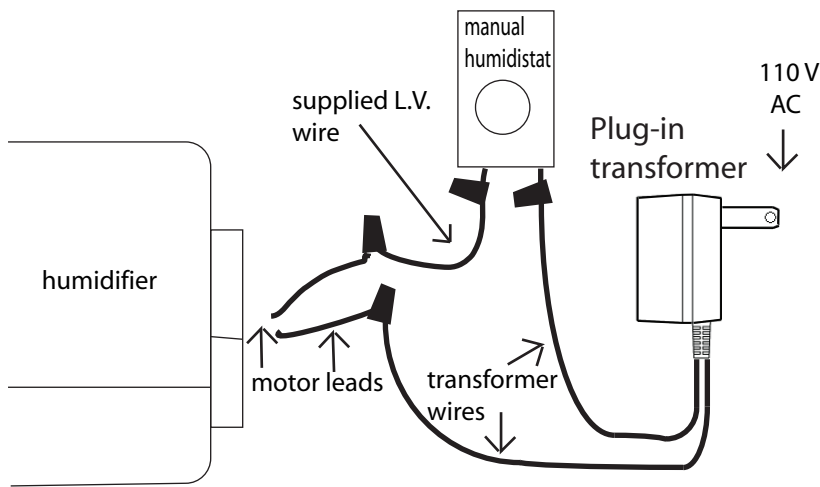 manual
humidistat
110 V
AC
supplied L.V.
wire
Plug-in
transformer
humidifier
motor leads
transformer
wires